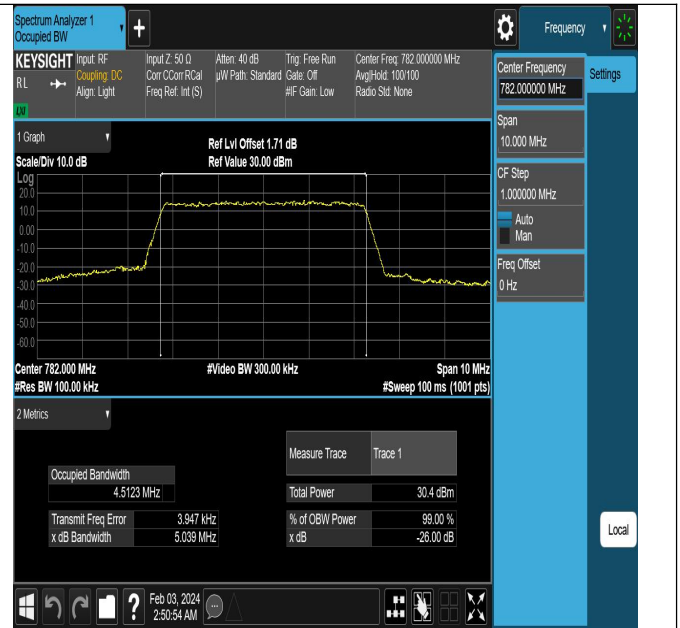 Spectrum Analyzer 1
Occupied BW
Frequency
KEYSIGHT
RL
LXI
Input: RF
Coupling: DC
Align: Light
Input Z: 50 Ω
Corr CCorr RCal
Freq Ref: Int (S)
Atten: 40 dB
µW Path: Standard
Trig: Free Run
Gate: Off
#IF Gain: Low
Center Freq: 782.000000 MHz
Avg|Hold: 100/100
Radio Std: None
Center Frequency
782.000000 MHz
Settings
Span
10.000 MHz
CF Step
1.000000 MHz
Auto
Man
Freq Offset
0 Hz
1 Graph
Scale/Div 10.0 dB
Ref Lvl Offset 1.71 dB
Ref Value 30.00 dBm
Log
20.0
10.0
0.00
-10.0
-20.0
-30.0
-40.0
-50.0
-60.0
Center 782.000 MHz
#Video BW 300.00 kHz
Span 10 MHz
#Res BW 100.00 kHz
#Sweep 100 ms (1001 pts)
2 Metrics
Measure Trace
Trace 1
Occupied Bandwidth
4.5123 MHz
Total Power
30.4 dBm
Transmit Freq Error
3.947 kHz
% of OBW Power
99.00 %
x dB Bandwidth
5.039 MHz
x dB
-26.00 dB
Local
?
Feb 03, 2024
2:50:54 AM